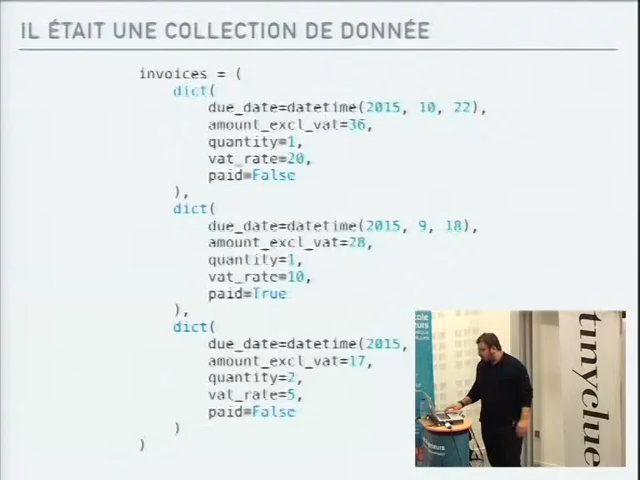 IL ÉTAIT UNE COLLECTION DE DONNÉE
invoices = (
dict(
due_date=datetime(2015, 10, 22),
amount_excl_vat=36,
quantity=1,
vat_rate=20,
paid=False
),
dict(
due_date=datetime(2015, 9, 18),
amount_excl_vat=28,
quantity=1,
vat_rate=10,
paid=True
),
dict(
due_date=datetime(2015,
amount_excl_vat=17,
quantity=2,
vat_rate=5,
paid=False
)
)
tinyclue